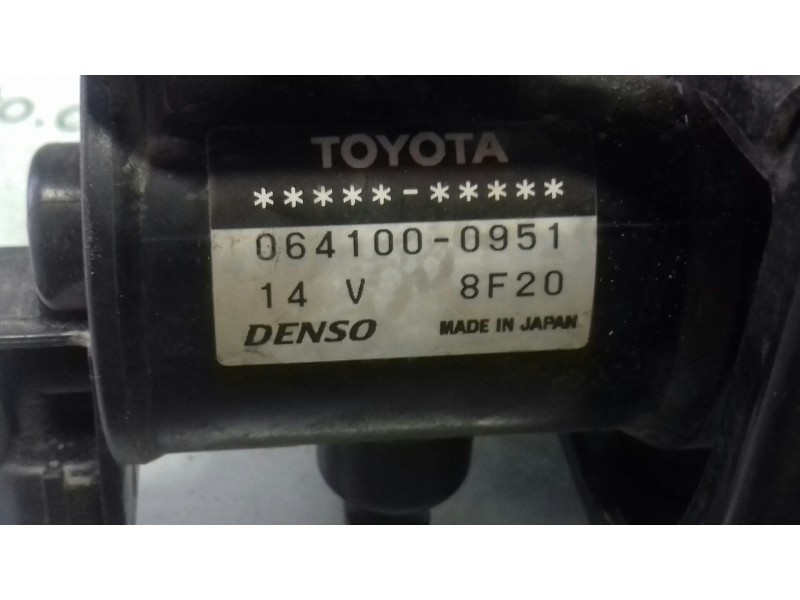 TOYOTA
*****-*****
064100-0951
14 V 8F20
DENSO MADE IN JAPAN